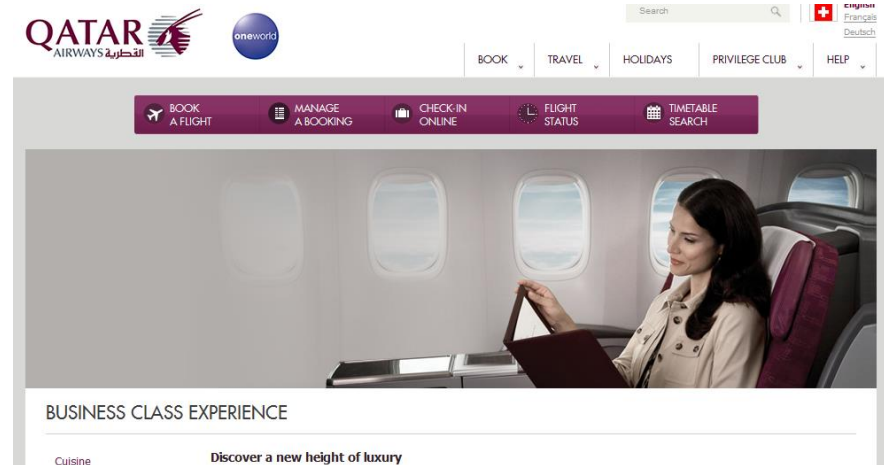 QATAR
AIRWAYS القطرية
oneworld
Search
English
Français
Deutsch
BOOK
TRAVEL
HOLIDAYS
PRIVILEGE CLUB
HELP
BOOK
A FLIGHT
MANAGE
A BOOKING
CHECK-IN
ONLINE
FLIGHT
STATUS
TIMETABLE
SEARCH
BUSINESS CLASS EXPERIENCE
Cuisine
Discover a new height of luxury